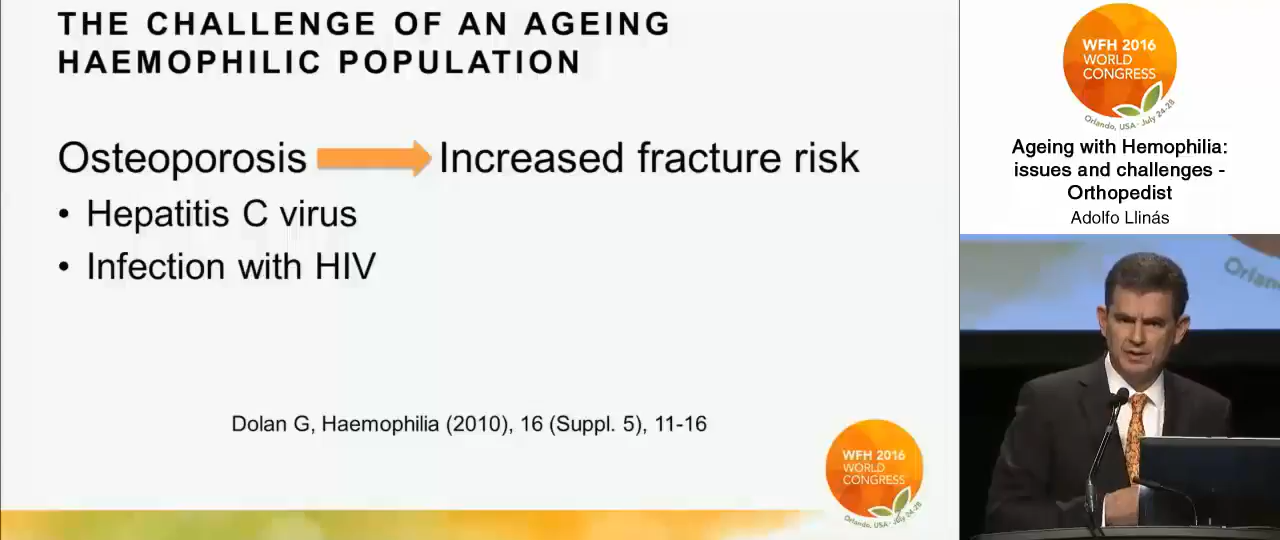 THE CHALLENGE OF AN AGEING
HAEMOPHILIC POPULATION
Osteoporosis Increased fracture risk
• Hepatitis C virus
• Infection with HIV
Dolan G, Haemophilia (2010), 16 (Suppl. 5), 11-16
WFH 2016
WORLD
CONGRESS
Orlando, USA · July 24-28
WFH 2016
WORLD
CONGRESS
Orlando, USA · July 24-28
Ageing with Hemophilia:
issues and challenges -
Orthopedist
Adolfo Llinás
Orlan